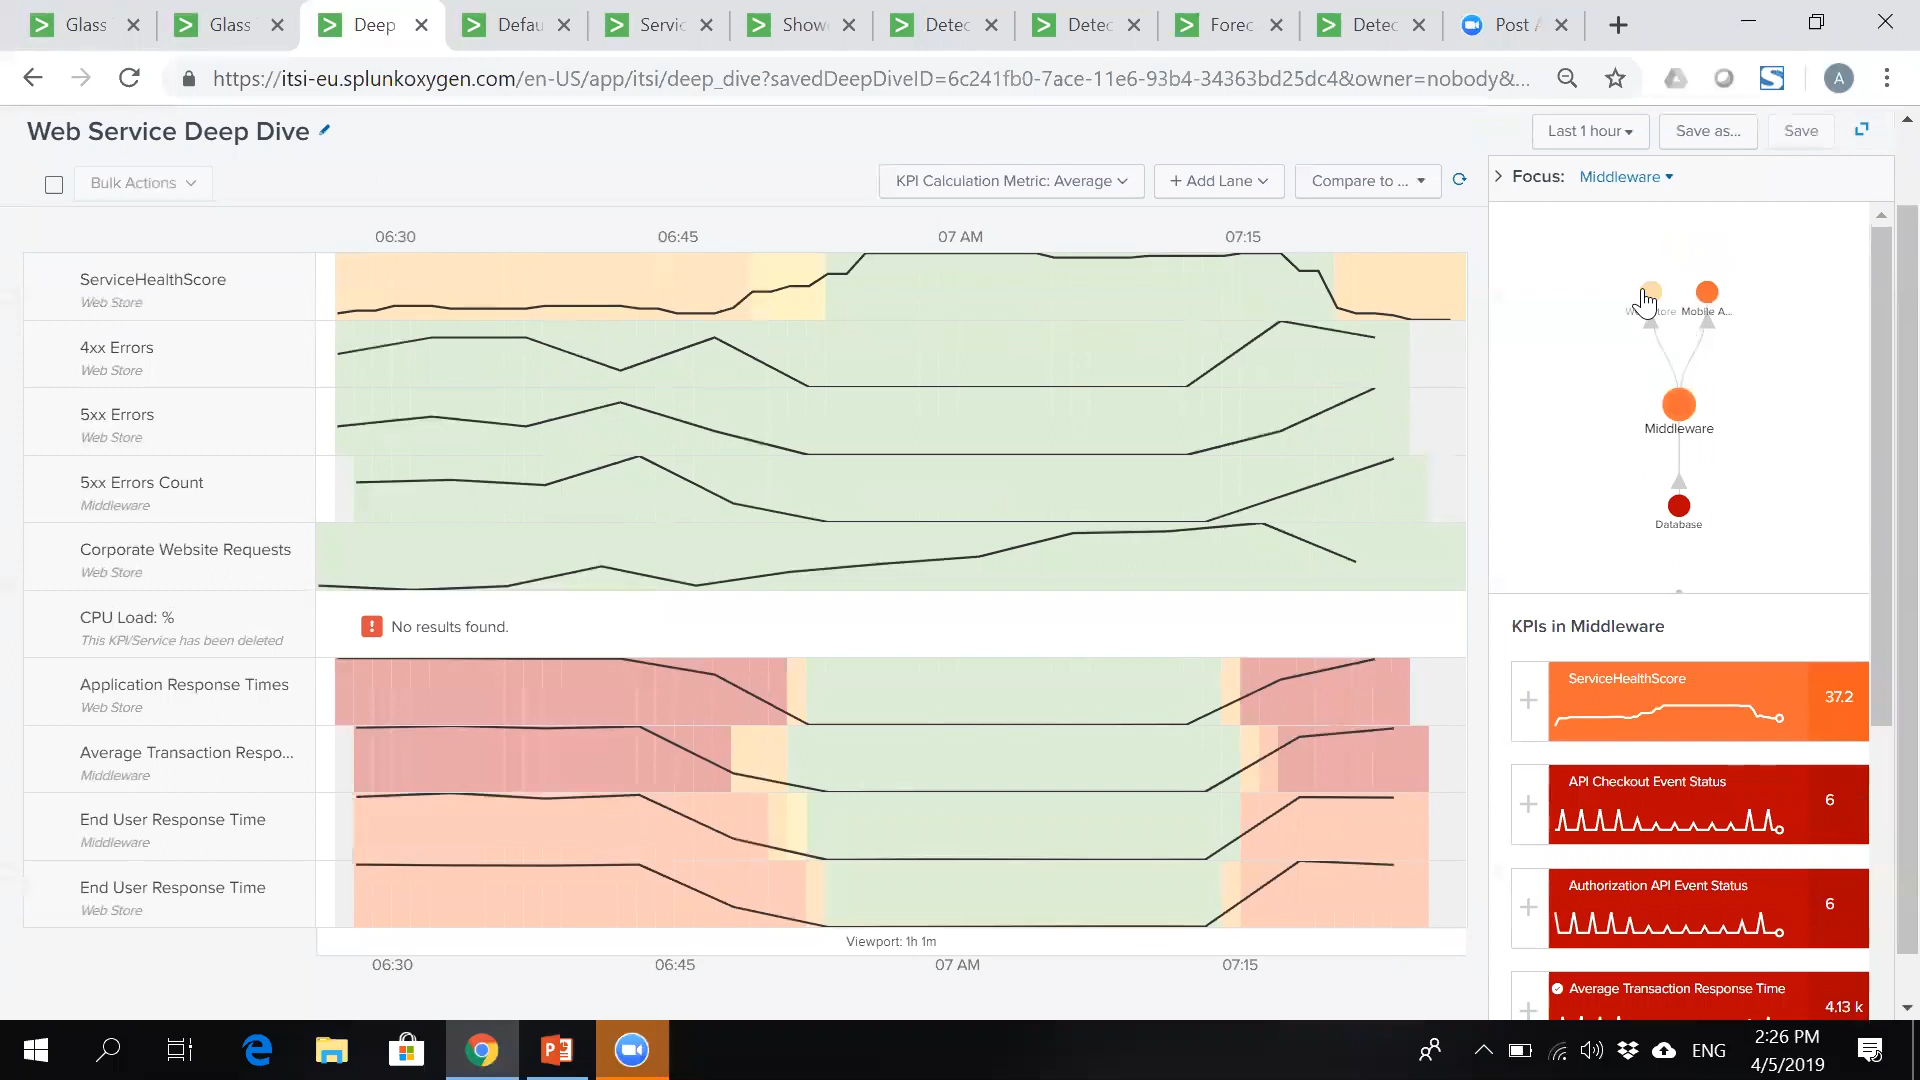 Glass
Glass
Deep
Defau
Servic
Show
Detec
Detec
Forec
Detec
Post A
https://itsi-eu.splunkoxygen.com/en-US/app/itsi/deep_dive?savedDeepDiveID=6c241fb0-7ace-11e6-93b4-34363bd25dc4&owner=nobody&...
A
Web Service Deep Dive
Last 1 hour
Save as...
Save
Bulk Actions
KPI Calculation Metric: Average
+ Add Lane
Compare to ...
Focus: Middleware
06:30 06:45 07 AM 07:15
ServiceHealthScore
Web Store
4xx Errors
Web Store
5xx Errors
Web Store
5xx Errors Count
Middleware
Corporate Website Requests
Web Store
CPU Load: %
This KPI/Service has been deleted
No results found.
Application Response Times
Web Store
Average Transaction Respo...
Middleware
End User Response Time
Middleware
End User Response Time
Web Store
Viewport: 1h 1m
06:30 06:45 07 AM 07:15
Mobile A...
Middleware
Database
KPIs in Middleware
ServiceHealthScore
37.2
API Checkout Event Status
6
Authorization API Event Status
6
Average Transaction Response Time
4.13 k
ENG
2:26 PM
4/5/2019